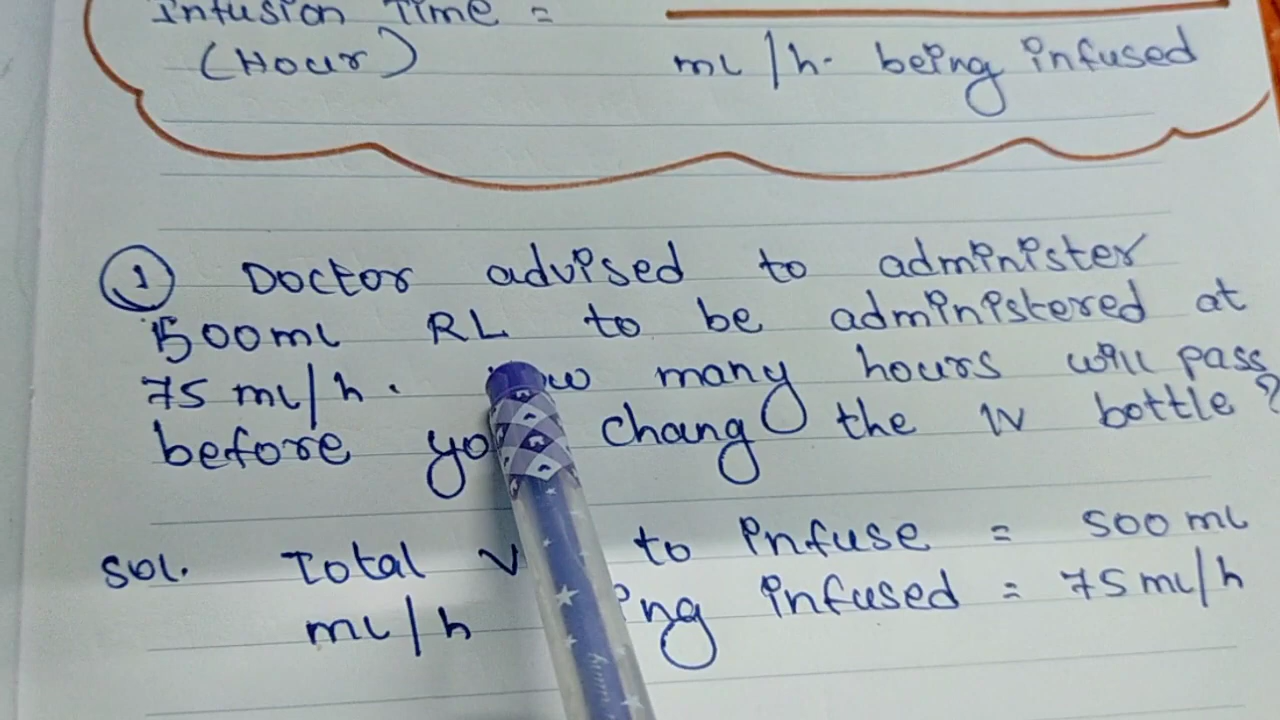 Infusion Time =
(Hour) ml/h. being infused
① Doctor advised to administer
500ml RL to be administered at
75 ml/h. many hours will pass
before chang the IV bottle?
Sol. Total to infuse = 500 ml
ml/h infused = 75 ml/h